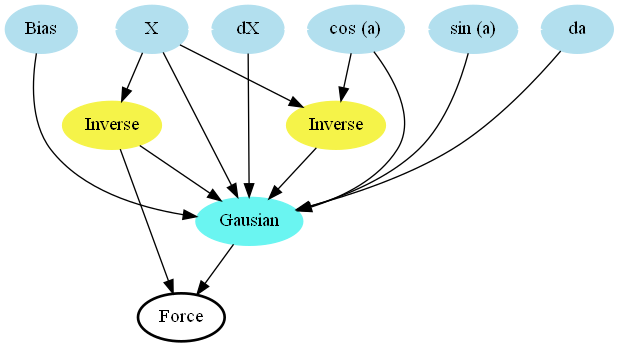 Bias
X
dX
cos (a)
sin (a)
da
Inverse
Inverse
Gausian
Force